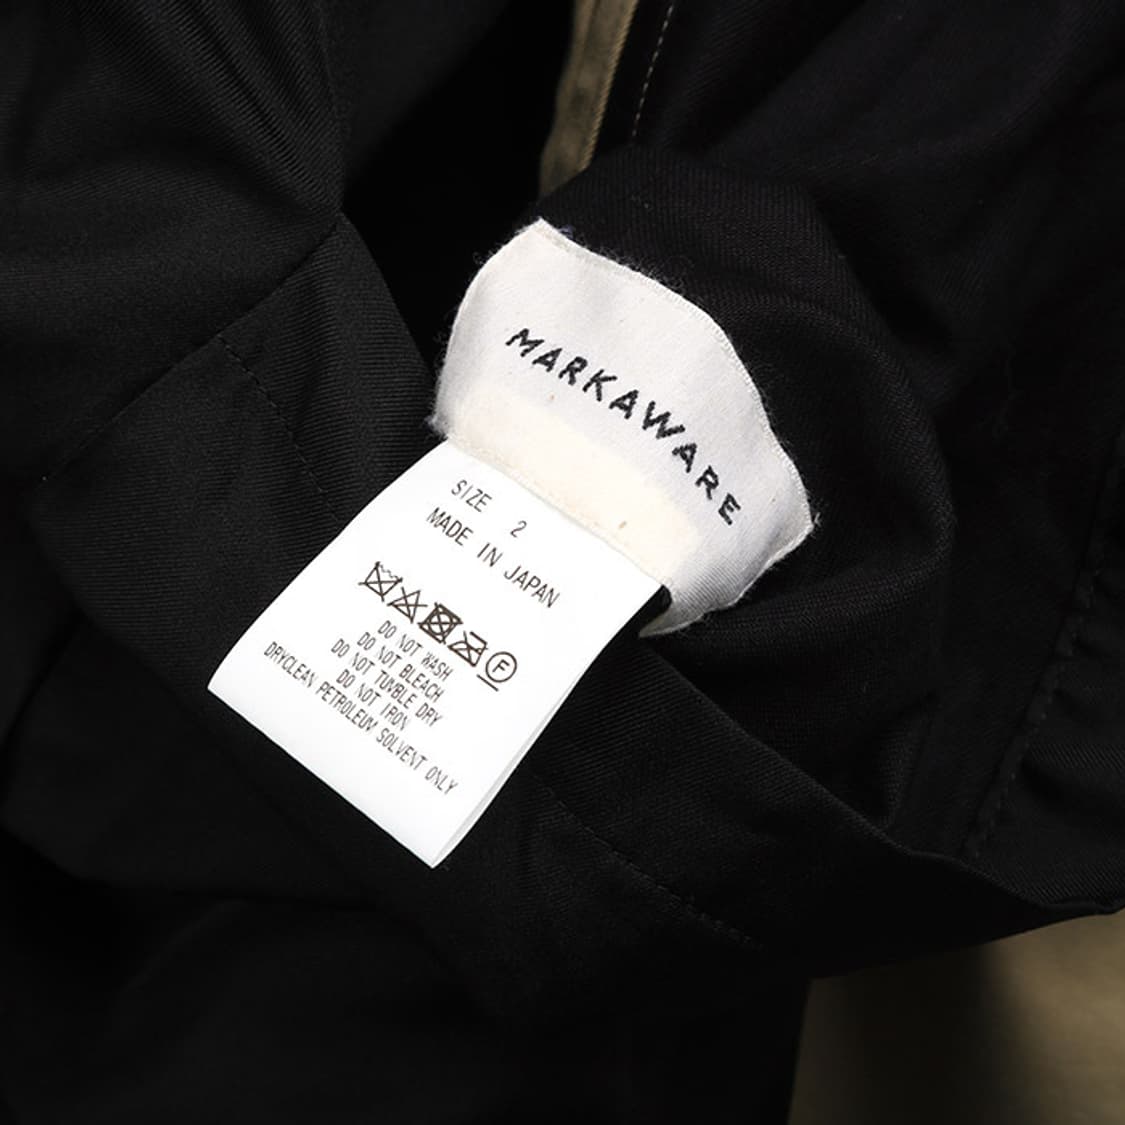 MARKAWARE
SIZE 2
MADE IN JAPAN
F
DO NOT WASH
DO NOT BLEACH
DO NOT TUMBLE DRY
DO NOT IRON
DRYCLEAN PETROLEUM SOLVENT ONLY